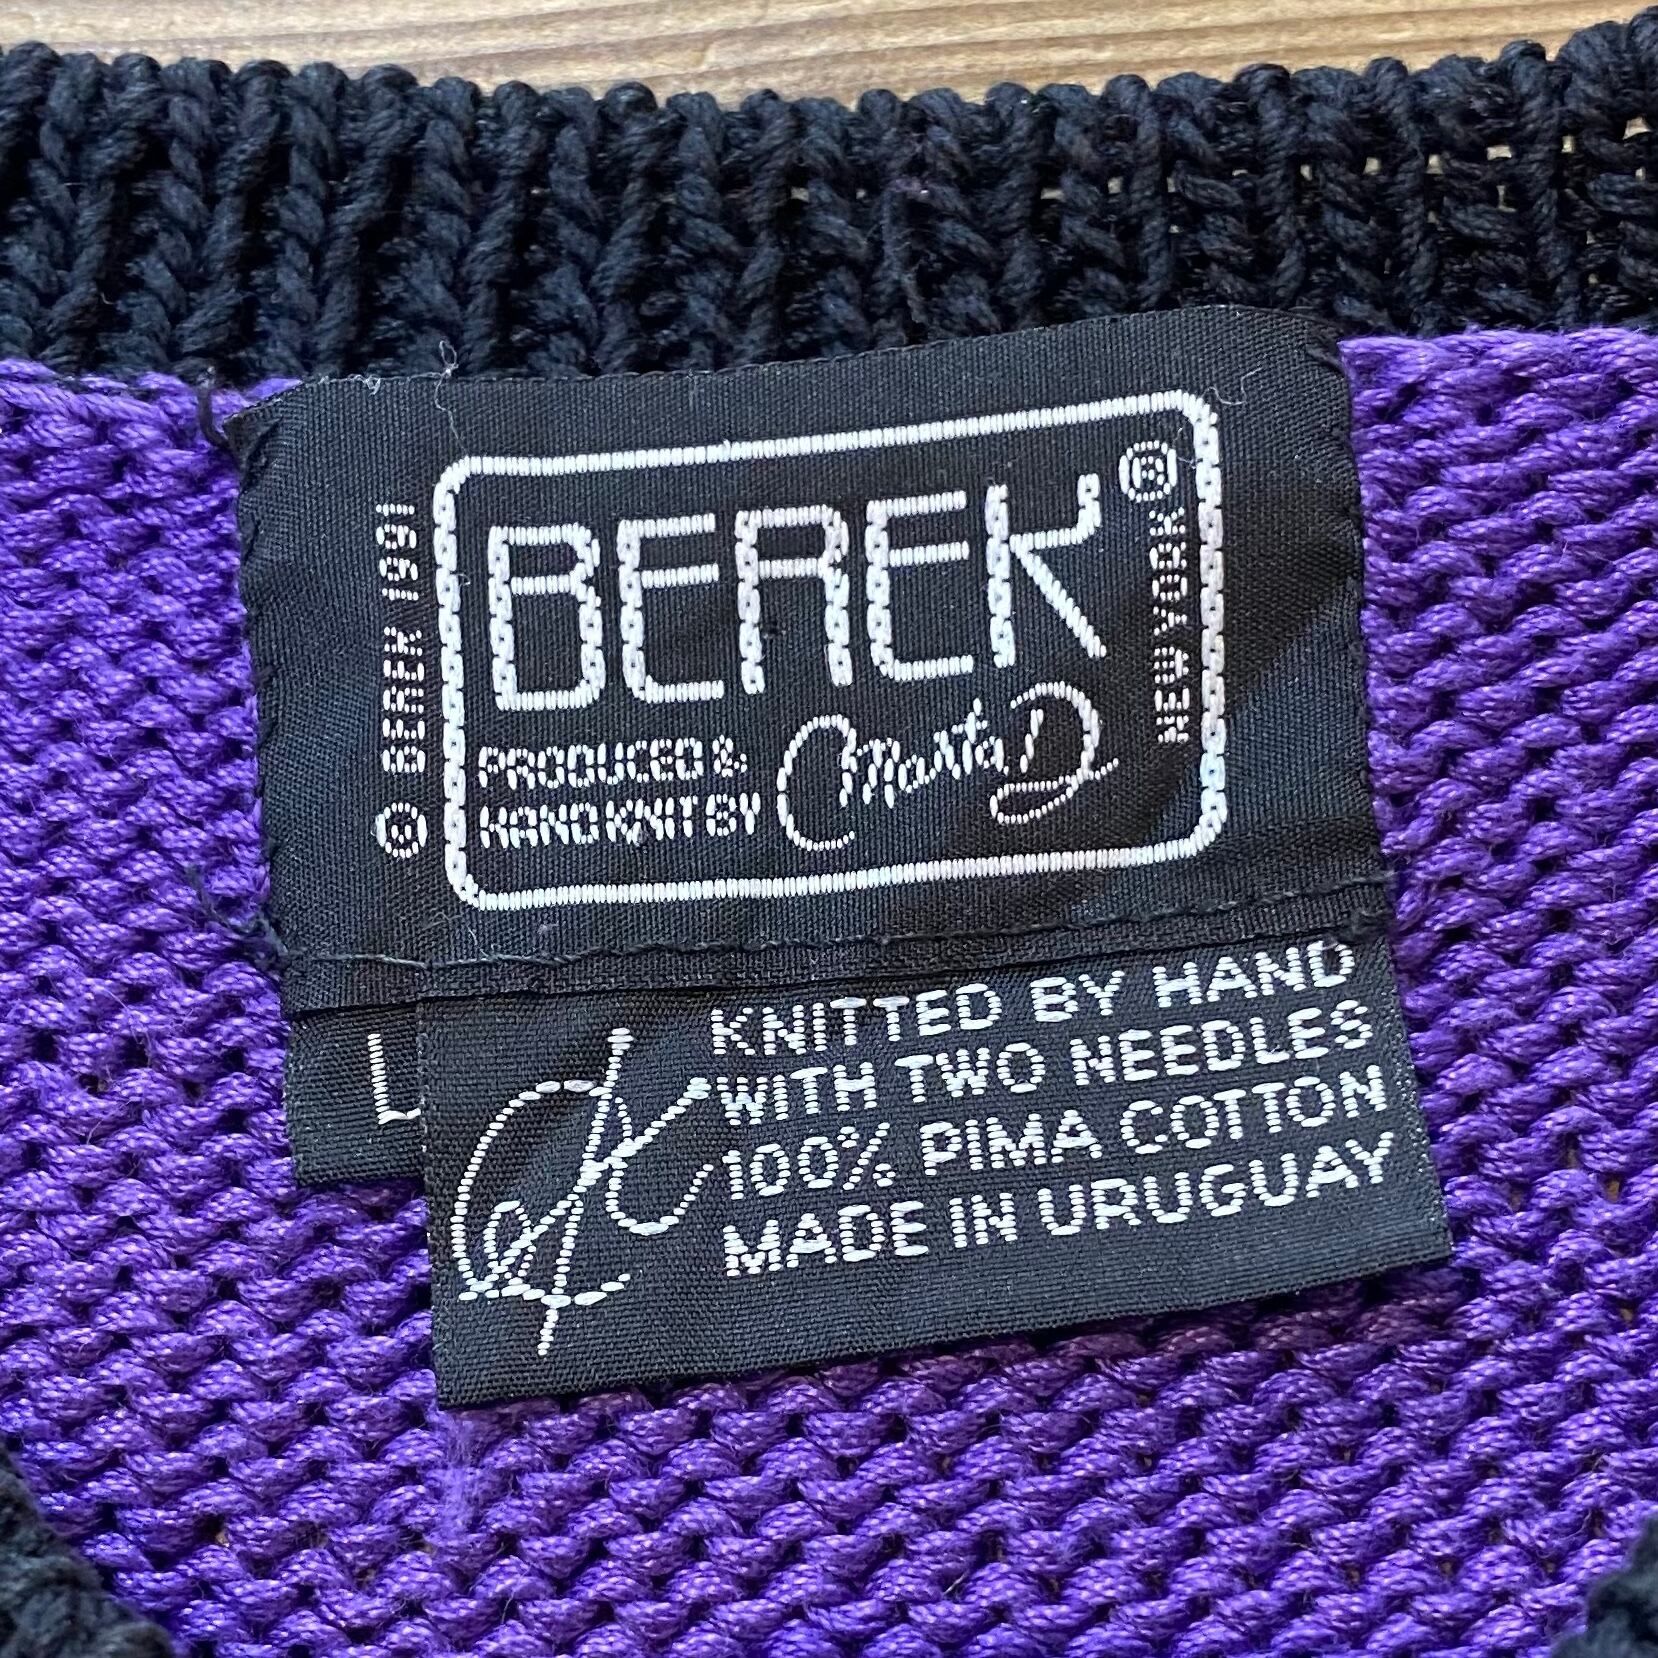 © BEREK 1991
BEREK®
PRODUCED &
HAND KNIT BY Marta D
NEW YORK
L
KNITTED BY HAND
WITH TWO NEEDLES
100% PIMA COTTON
MADE IN URUGUAY